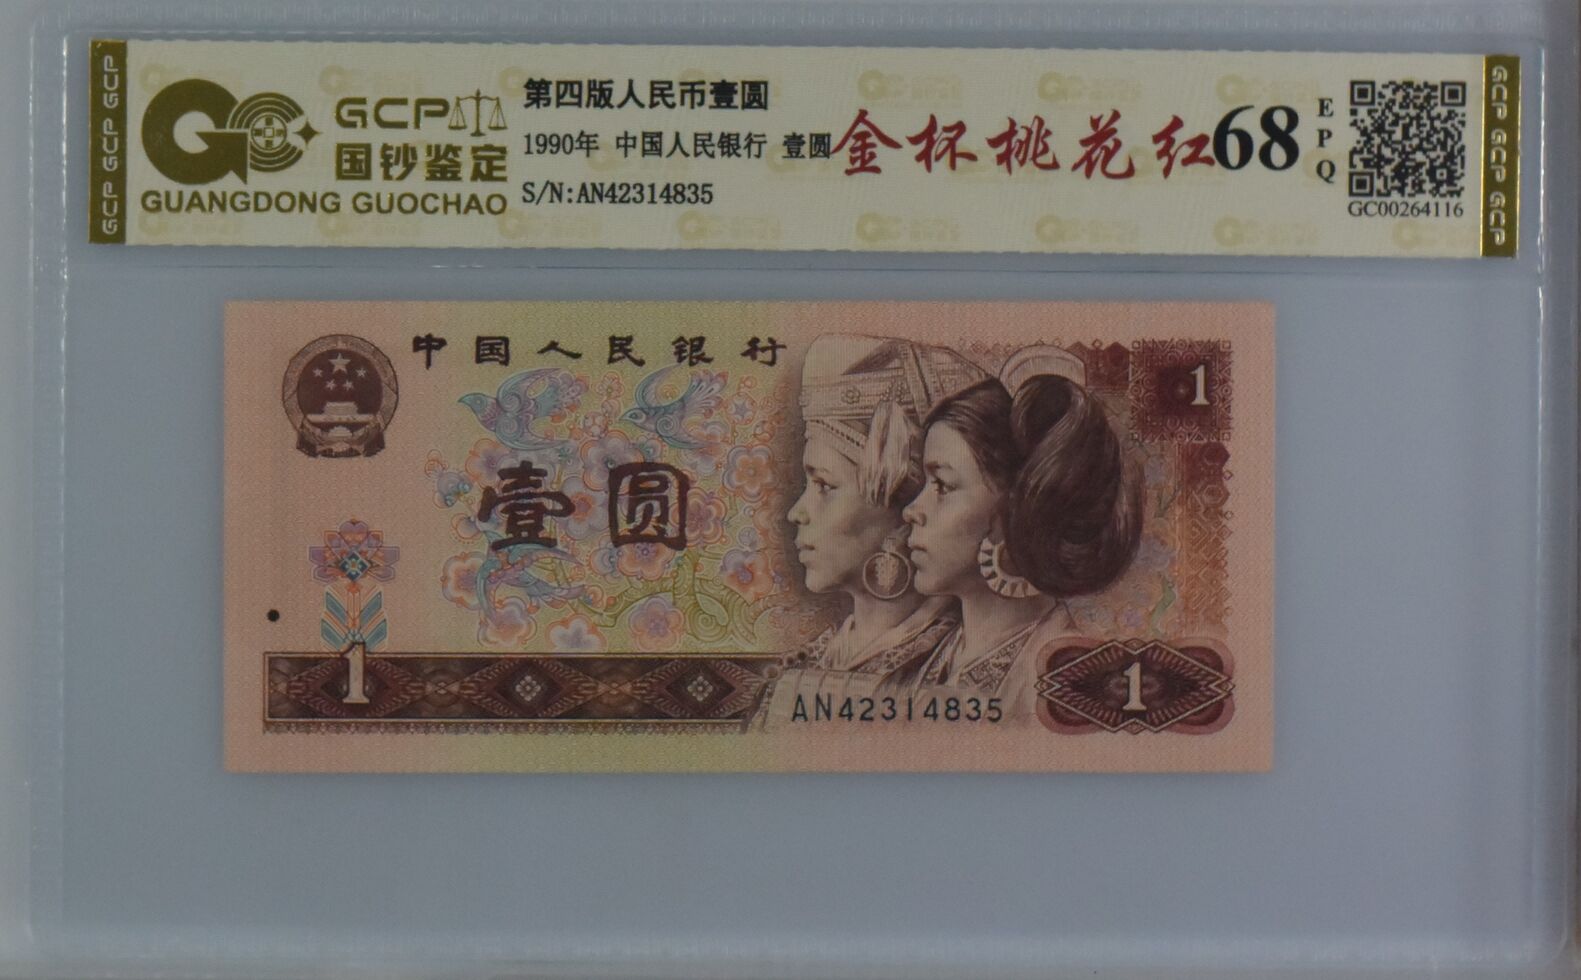 GCP GCP GCP
GCP
国钞鉴定
GUANGDONG GUOCHAO
第四版人民币壹圆
1990年 中国人民银行 壹圆
S/N:AN42314835
金杯桃花红
68
EPQ
GC00264116
GCP GCP GCP
中国人民银行
1
壹圆
1
AN42314835
1